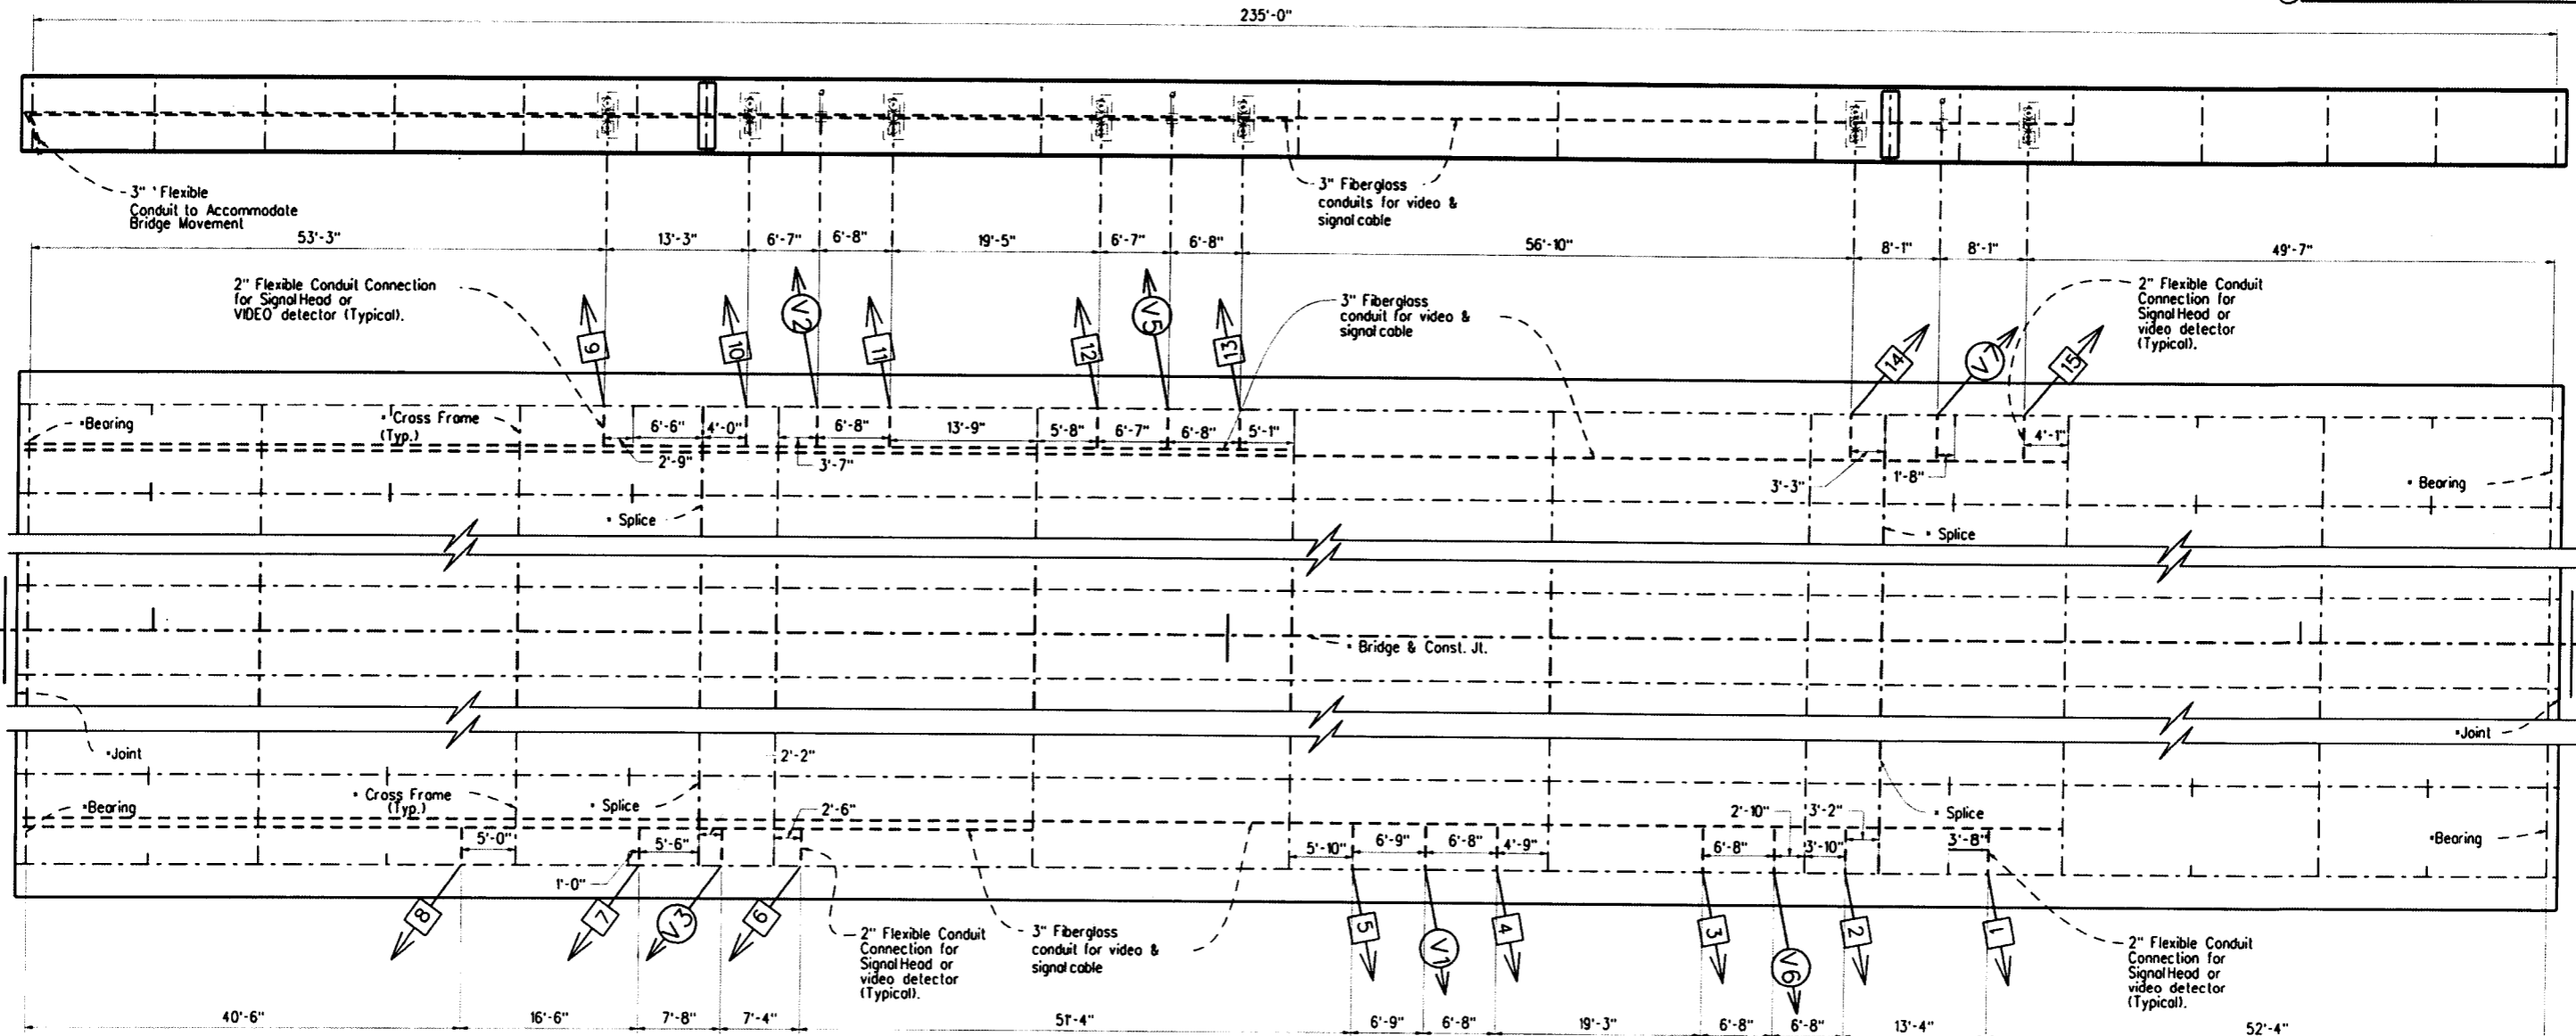 235'-0"
3" ' Flexible
Conduit to Accommodate
Bridge Movement
3" Fiberglass
conduits for video &
signal cable
53'-3" 13'-3" 6'-7" 6'-8" 19'-5" 6'-7" 6'-8" 56'-10" 8'-1" 8'-1" 49'-7"
2" Flexible Conduit Connection
for Signal Head or
VIDEO detector (Typical).
3" Fiberglass
conduit for video &
signal cable
2" Flexible Conduit
Connection for
Signal Head or
video detector
(Typical).
9 10 V2 11 12 V5 13 14 V7 15
Bearing
Cross Frame
(Typ.)
6'-6" 4'-0" 6'-8" 13'-9" 5'-8" 6'-7" 6'-8" 5'-1" 4'-1"
2'-9" 3'-7" 3'-3" 1'-8"
Bearing
Splice
Splice
Bridge & Const. Jt.
Joint
Joint
2'-2"
Bearing
Cross Frame
(Typ.)
Splice
2'-6"
2'-10" 3'-2"
Splice
Bearing
5'-0" 5'-6" 5'-10" 6'-9" 6'-8" 4'-9" 6'-8" 3'-10" 3'-8"
1'-0"
8 7 V3 6 5 V1 4 3 V6 2 1
2" Flexible Conduit
Connection for
Signal Head or
video detector
(Typical).
3" Fiberglass
conduit for video &
signal cable
2" Flexible Conduit
Connection for
Signal Head or
video detector
(Typical).
40'-6" 16'-6" 7'-8" 7'-4" 51'-4" 6'-9" 6'-8" 19'-3" 6'-8" 6'-8" 13'-4" 52'-4"